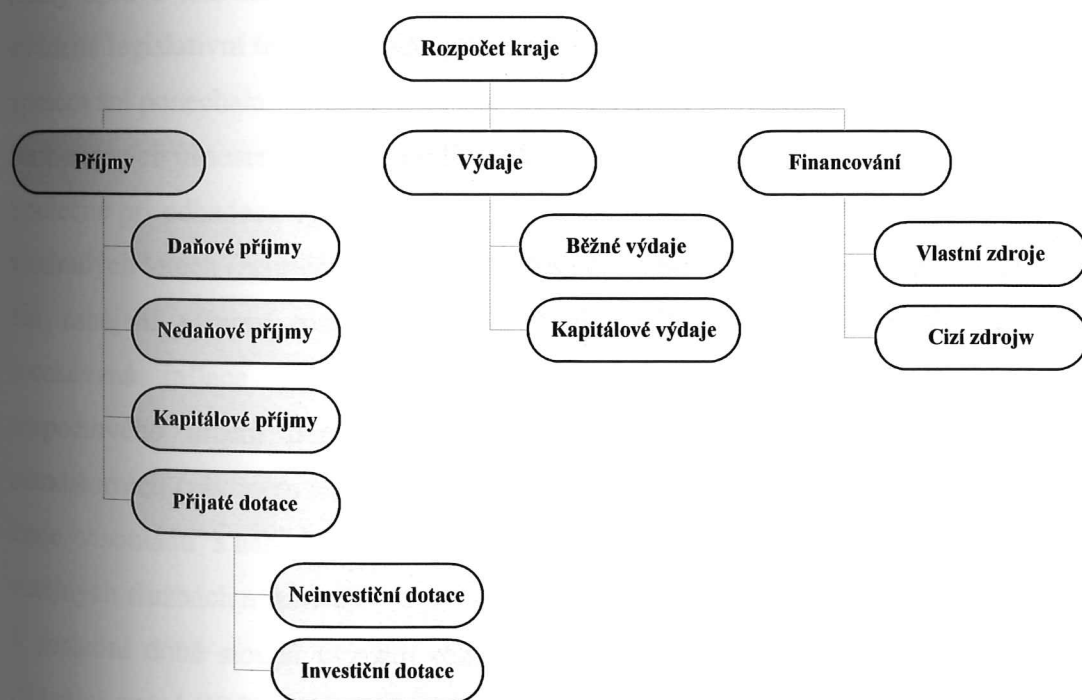 Rozpočet kraje
Příjmy
Výdaje
Financování
Daňové příjmy
Nedaňové příjmy
Kapitálové příjmy
Přijaté dotace
Neinvestiční dotace
Investiční dotace
Běžné výdaje
Kapitálové výdaje
Vlastní zdroje
Cizí zdrojw